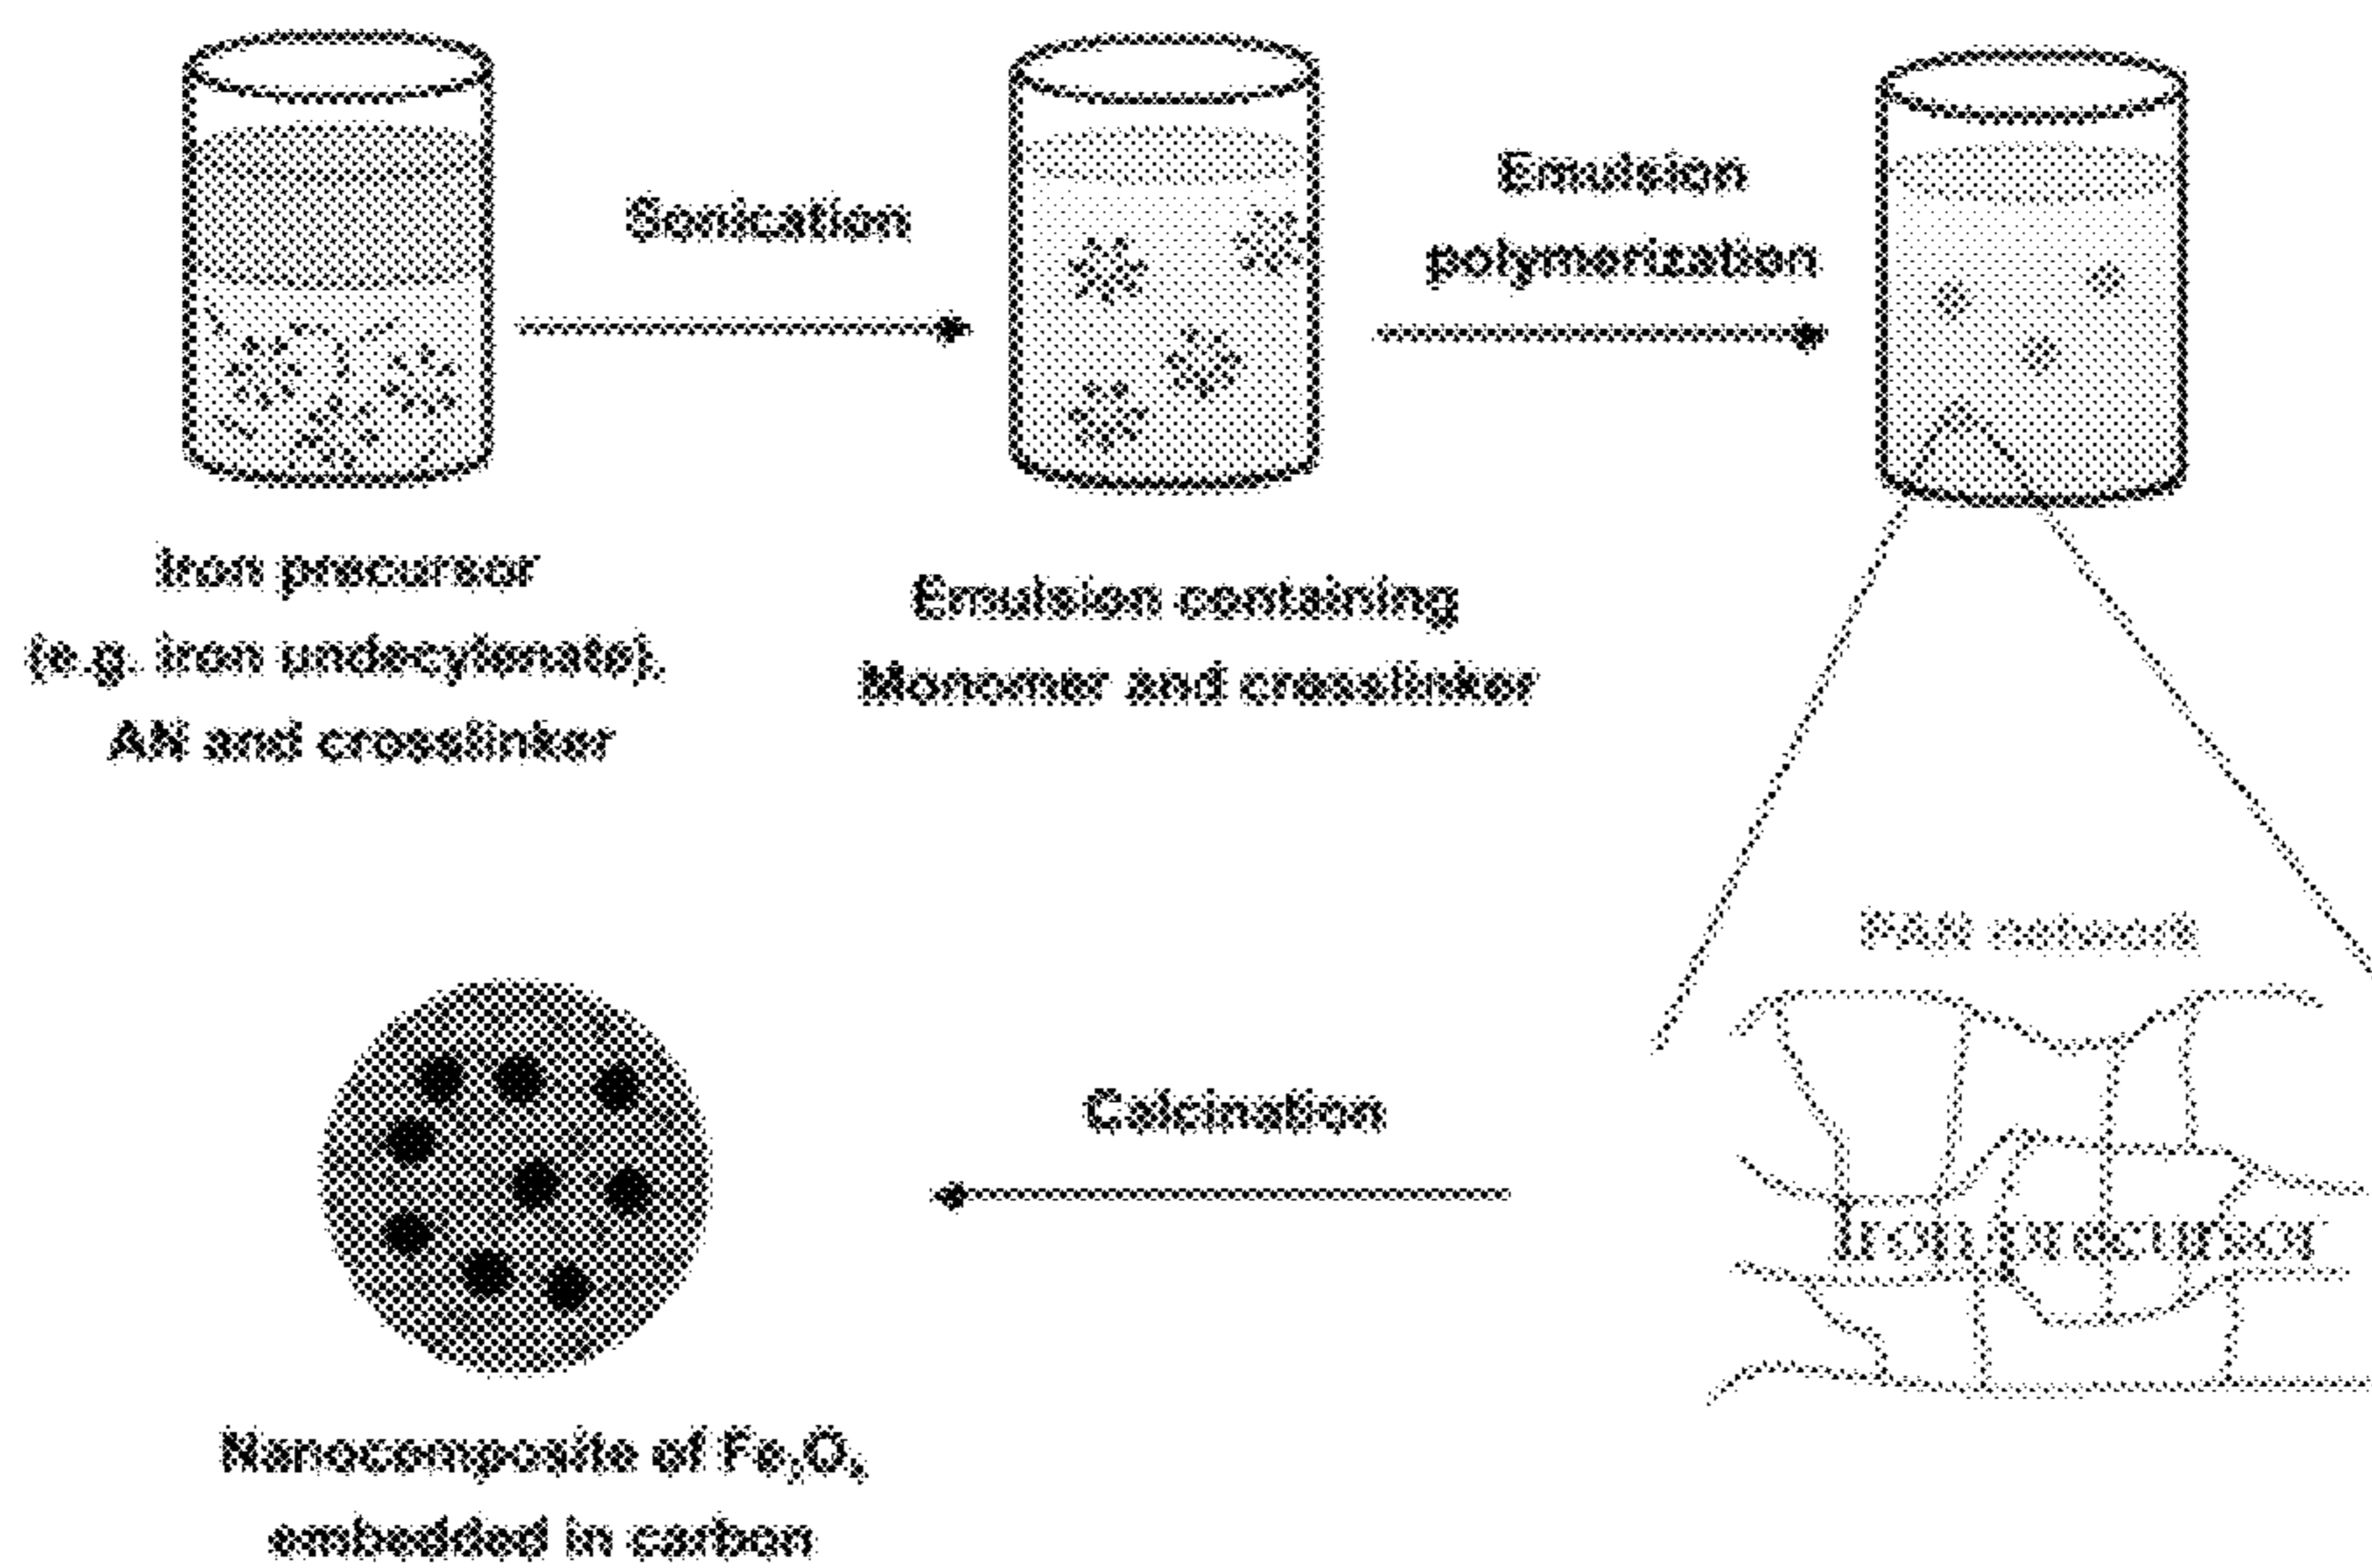 Sonication
Emulsion
polymerization
Iron precursor
(e.g. iron undecylenate),
AN and crosslinker
Emulsion containing
Monomer and crosslinker
PAN network
Calcination
Iron precursor
Nanocomposite of Fe₃O₄
embedded in carbon